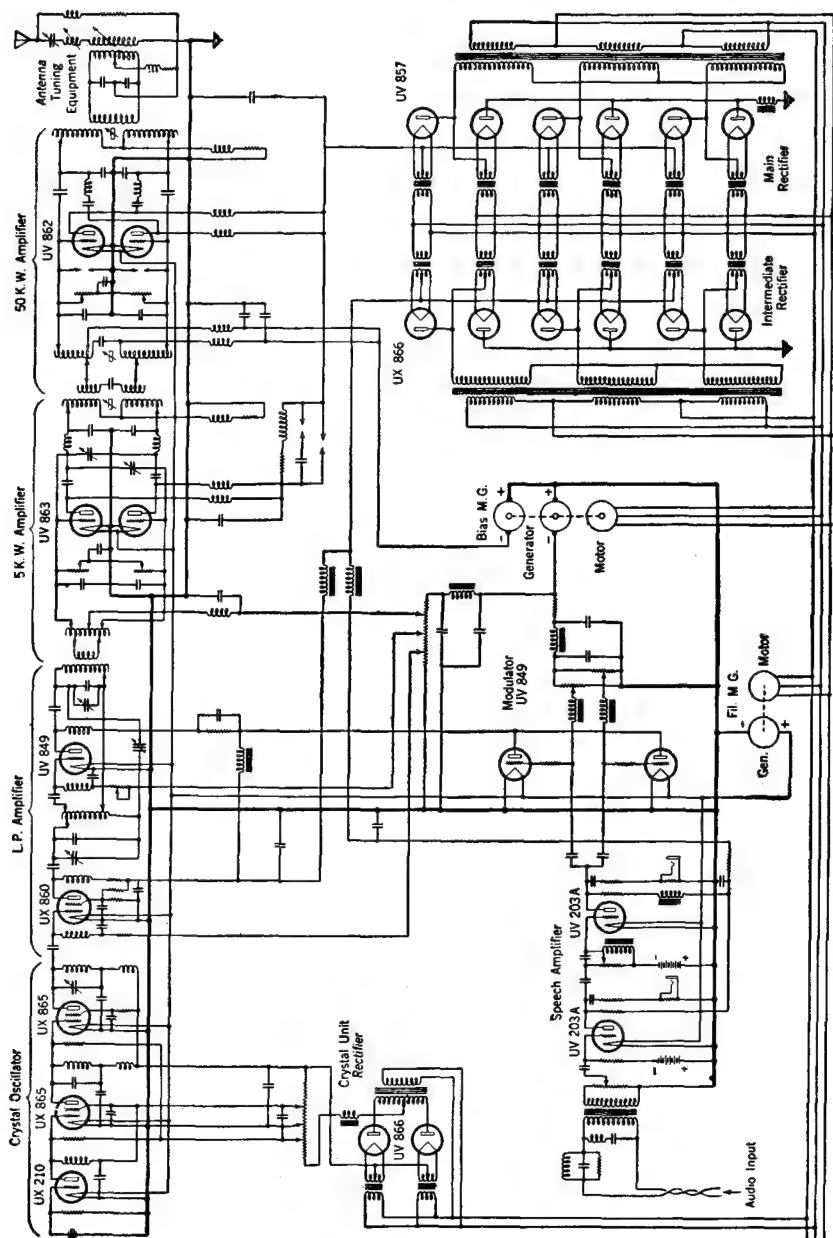 Crystal Oscillator
L.P. Amplifier
5 K.W. Amplifier
50 K.W. Amplifier
Antenna
Tuning
Equipment
UX 210
UX 865
UX 865
UX 860
UV 849
UV 863
UV 862
UV 857
Main
Rectifier
Intermediate
Rectifier
UX 866
Bias M.G.
- +
Generator
- +
Motor
Modulator
UV 849
Fil. M.G.
Motor
Gen.
- +
Crystal Unit
Rectifier
UV 866
Speech Amplifier
UV 203A
UV 203A
- +
- +
Audio Input